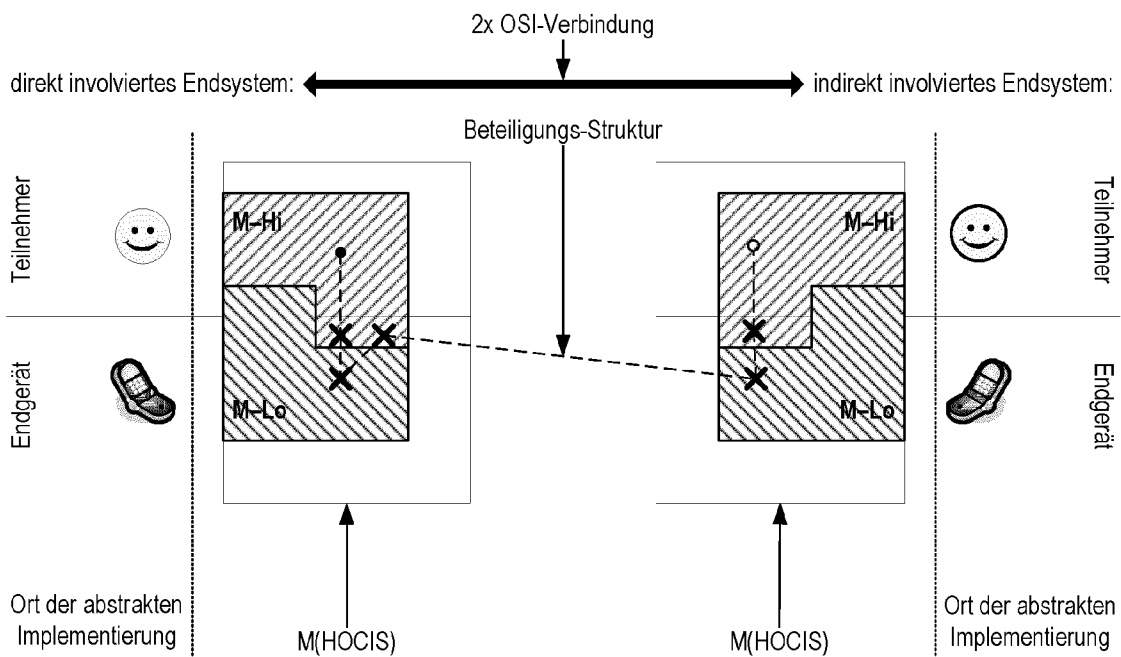 2x OSI-Verbindung
direkt involviertes Endsystem:
indirekt involviertes Endsystem:
Beteiligungs-Struktur
Teilnehmer
M–Hi
M–Hi
Teilnehmer
Endgerät
M–Lo
M–Lo
Endgerät
Ort der abstrakten
Implementierung
M(HOCIS)
M(HOCIS)
Ort der abstrakten
Implementierung